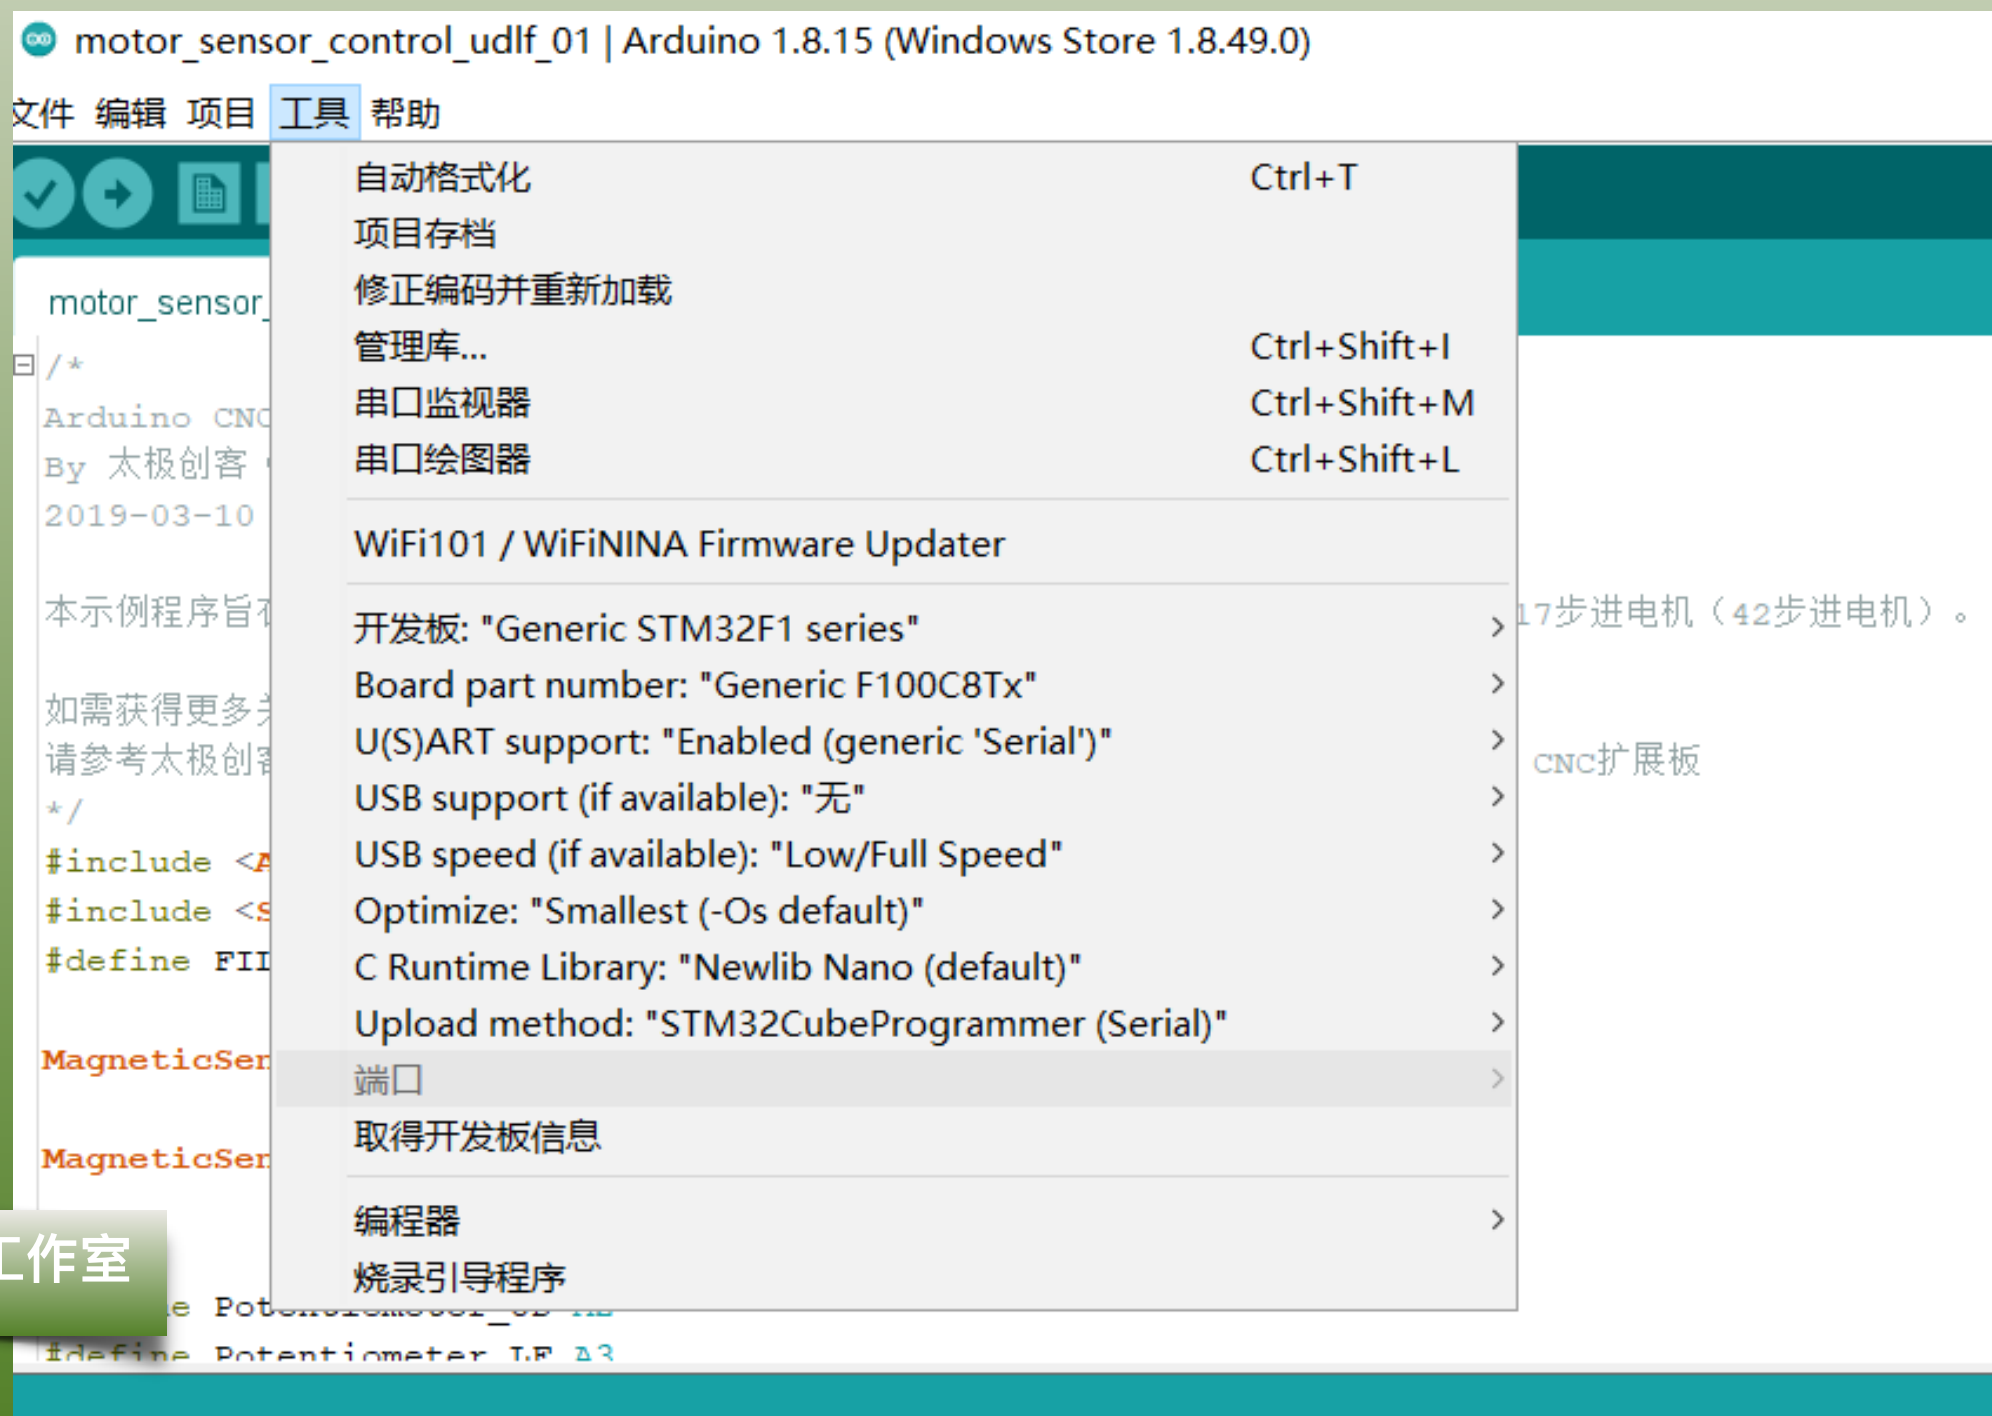 motor_sensor_control_udlf_01 | Arduino 1.8.15 (Windows Store 1.8.49.0)
文件 编辑 项目 工具 帮助
自动格式化 Ctrl+T
项目存档
修正编码并重新加载
管理库... Ctrl+Shift+I
串口监视器 Ctrl+Shift+M
串口绘图器 Ctrl+Shift+L
WiFi101 / WiFiNINA Firmware Updater
开发板: "Generic STM32F1 series"
Board part number: "Generic F100C8Tx"
U(S)ART support: "Enabled (generic 'Serial')"
USB support (if available): "无"
USB speed (if available): "Low/Full Speed"
Optimize: "Smallest (-Os default)"
C Runtime Library: "Newlib Nano (default)"
Upload method: "STM32CubeProgrammer (Serial)"
端口
取得开发板信息
编程器
烧录引导程序
motor_sensor_
/*
Arduino CNC
By 太极创客
2019-03-10
本示例程序旨 17步进电机（42步进电机）。
如需获得更多
请参考太极创 CNC扩展板
*/
#include <A
#include <S
#define FII
MagneticSen
MagneticSen
工作室
#define Potentiometer_LF A3